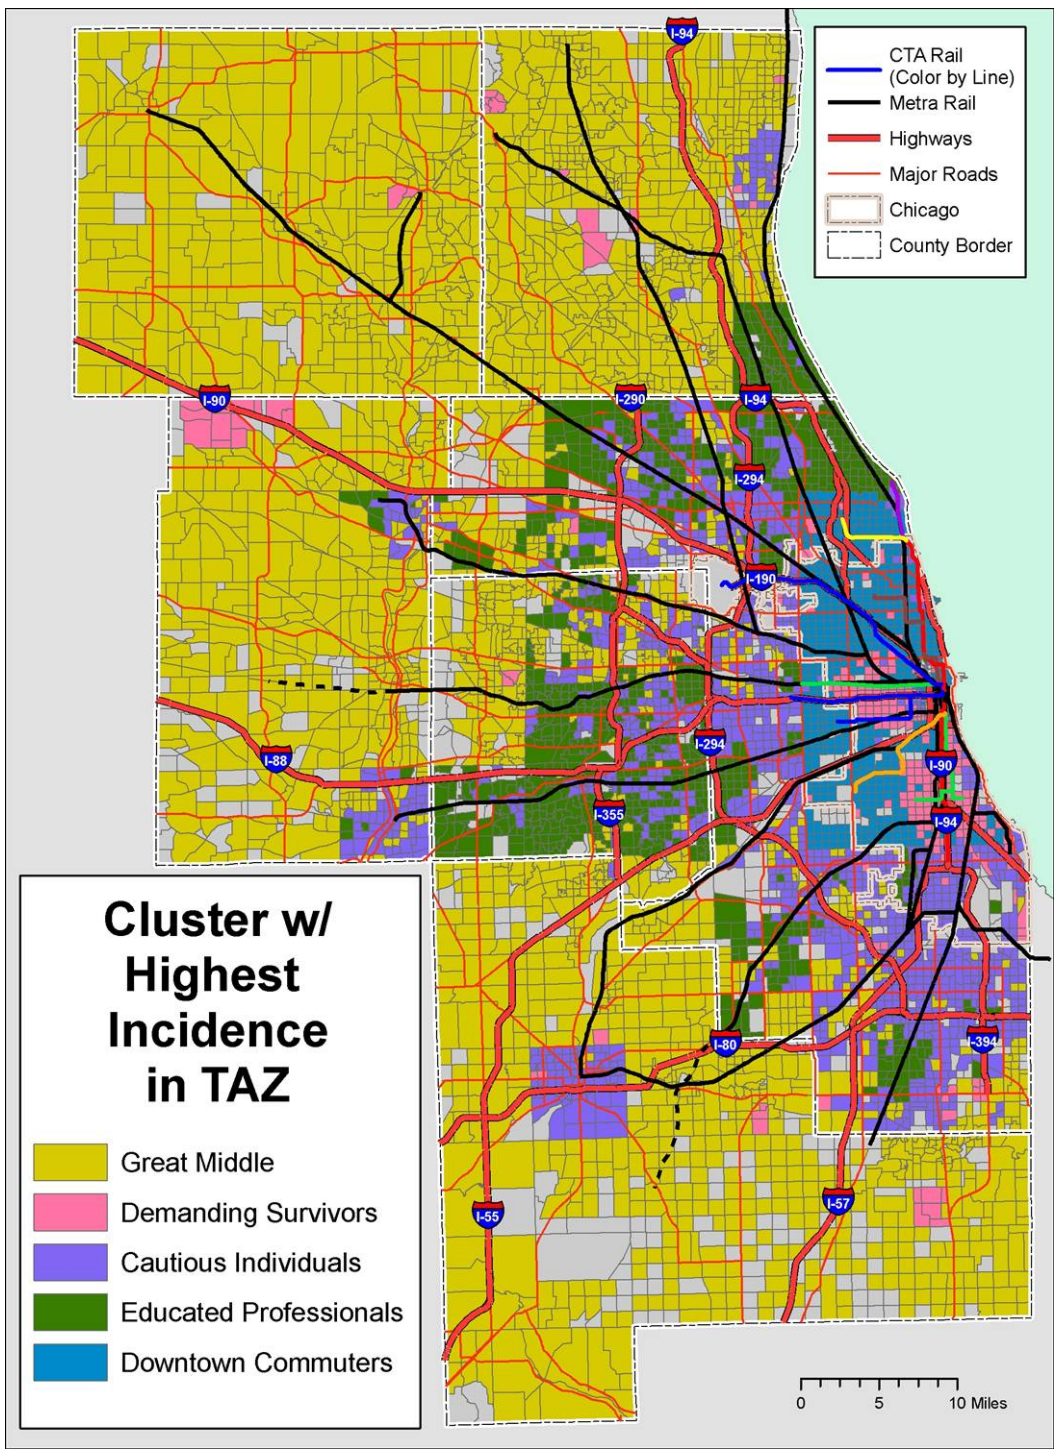 I-94
CTA Rail
(Color by Line)
Metra Rail
Highways
Major Roads
Chicago
County Border
I-90
I-290
I-94
I-294
I-190
I-88
I-294
I-90
I-355
I-94
Cluster w/
Highest
Incidence
in TAZ
Great Middle
Demanding Survivors
Cautious Individuals
Educated Professionals
Downtown Commuters
I-80
I-394
I-55
I-57
0 5 10 Miles